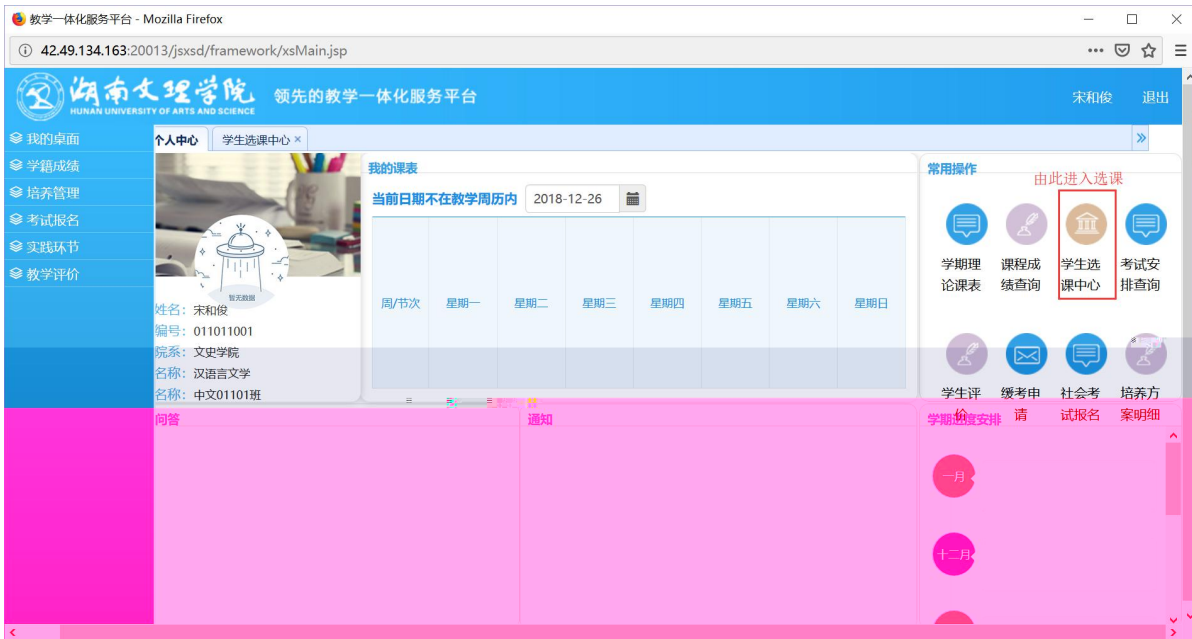 教学一体化服务平台 - Mozilla Firefox
42.49.134.163:20013/jsxsd/framework/xsMain.jsp
湖南文理学院
HUNAN UNIVERSITY OF ARTS AND SCIENCE
领先的教学一体化服务平台
宋和俊 退出
我的桌面
学籍成绩
培养管理
考试报名
实践环节
教学评价
个人中心 学生选课中心 ×
暂无数据
姓名：宋和俊
编号：011011001
院系：文史学院
名称：汉语言文学
名称：中文01101班
我的课表
当前日期不在教学周历内 2018-12-26
周/节次 星期一 星期二 星期三 星期四 星期五 星期六 星期日
常用操作
由此进入选课
学期理论课表
课程成绩查询
学生选课中心
考试安排查询
学生评价
缓考申请
社会考试报名
培养方案明细
问答
通知
学期进度安排
一月
十二月